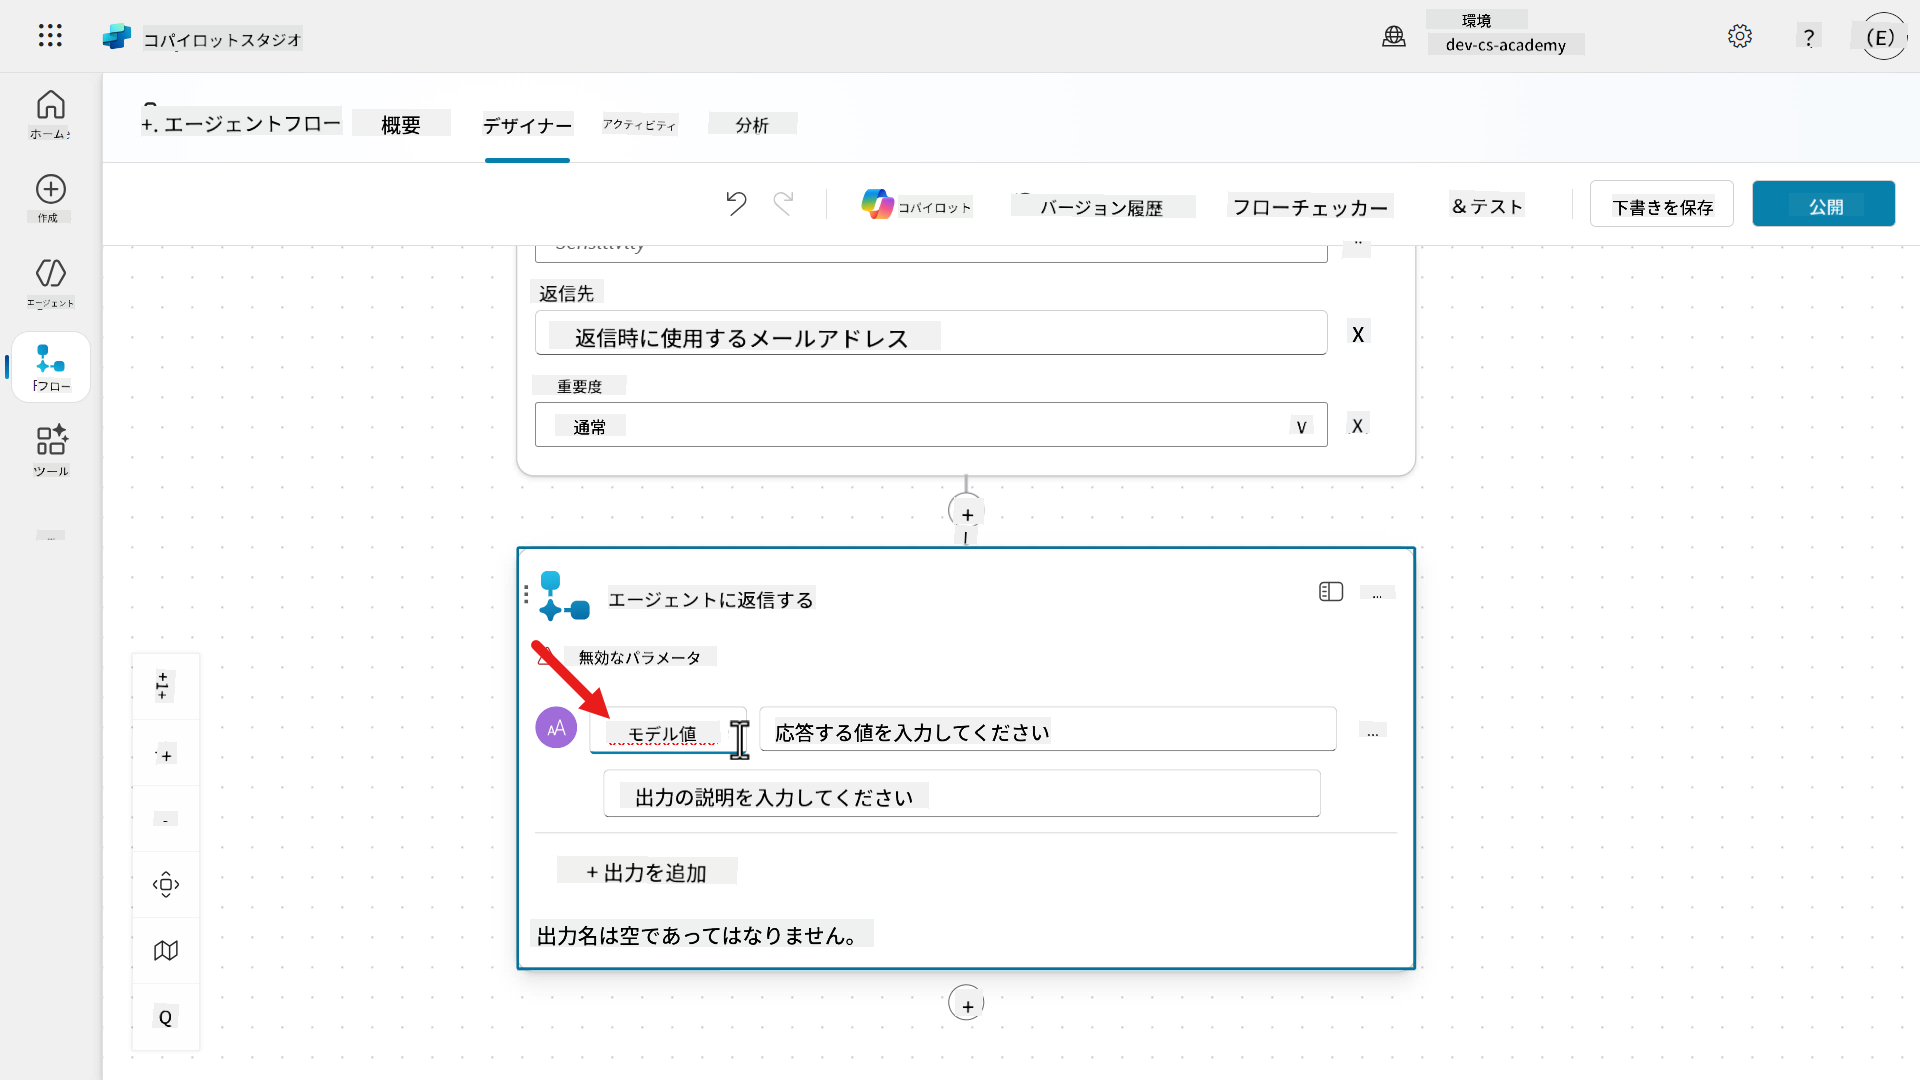 コパイロットスタジオ
環境
dev-cs-academy
?
(E)
ホーム
作成
エージェント
フロー
ツール
...
+. エージェントフロー
概要
デザイナー
アクティビティ
分析
コパイロット
バージョン履歴
フローチェッカー
& テスト
下書きを保存
公開
Sensitivity
返信先
返信時に使用するメールアドレス
X
重要度
通常
V
X
+
エージェントに返信する
...
無効なパラメータ
AA
モデル値
応答する値を入力してください
...
出力の説明を入力してください
+ 出力を追加
出力名は空であってはなりません。
+
+
-
Q